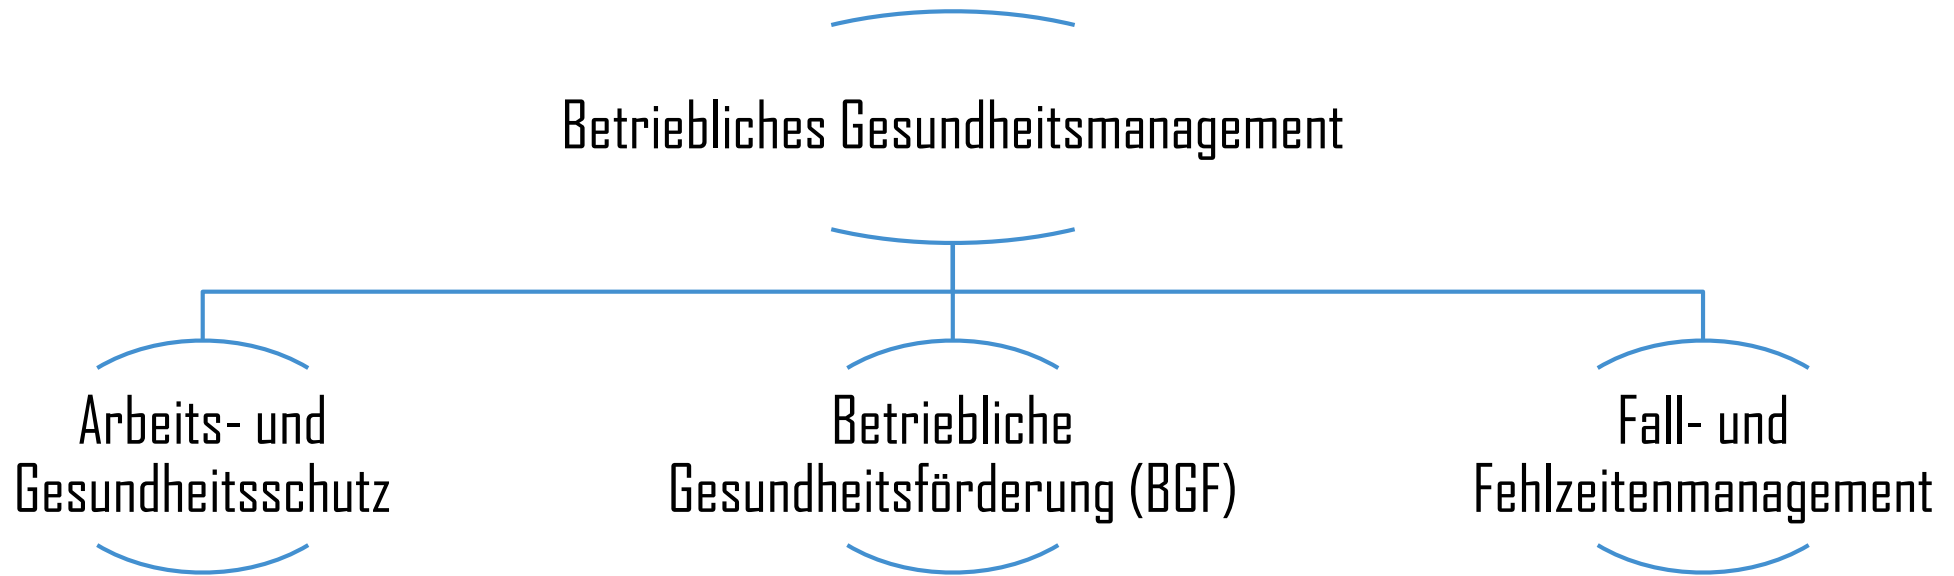 Betriebliches Gesundheitsmanagement
Arbeits- und
Gesundheitsschutz
Betriebliche
Gesundheitsförderung (BGF)
Fall- und
Fehlzeitenmanagement